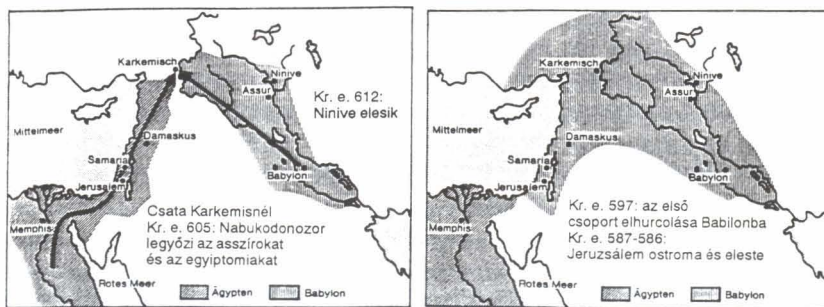 Karkemisch
Ninive
Assur
Kr. e. 612:
Ninive elesik
Mittelmeer
Damaskus
Samaria
Jerusalem
Babylon
Memphis
Csata Karkemisnél
Kr. e. 605: Nabukodonozor
legyőzi az asszírokat
és az egyiptomiakat
Rotes Meer
Ägypten
Babylon
Karkemisch
Ninive
Assur
Mittelmeer
Damaskus
Samaria
Jerusalem
Babylon
Memphis
Kr. e. 597: az első
csoport elhurcolása Babilonba
Kr. e. 587-586:
Jeruzsálem ostroma és eleste
Rotes Meer
Ägypten
Babylon